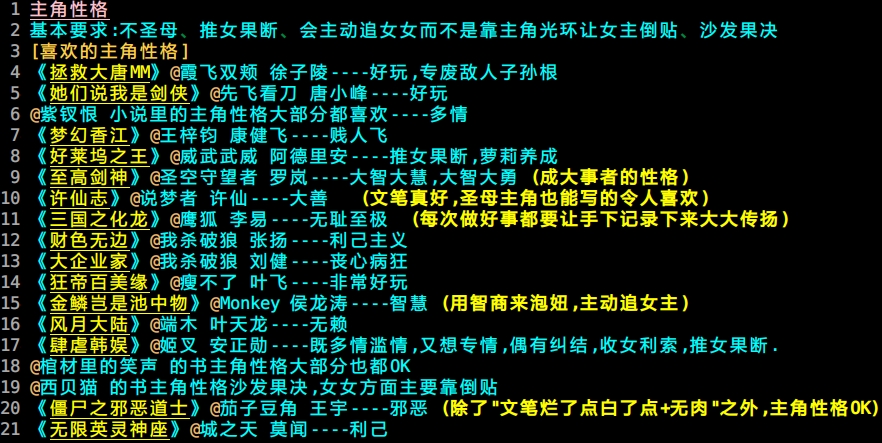 1 主角性格
2 基本要求:不圣母、推女果断、会主动追女女而不是靠主角光环让女主倒贴、沙发果决
3 [喜欢的主角性格]
4 《拯救大唐MM》@霞飞双颊 徐子陵----好玩,专废敌人子孙根
5 《她们说我是剑侠》@先飞看刀 唐小峰----好玩
6 @紫钗恨 小说里的主角性格大部分都喜欢----多情
7 《梦幻香江》@王梓钧 康健飞----贱人飞
8 《好莱坞之王》@威武武威 阿德里安----推女果断,萝莉养成
9 《至高剑神》@圣空守望者 罗岚----大智大慧,大智大勇 (成大事者的性格)
10 《许仙志》@说梦者 许仙----大善 (文笔真好,圣母主角也能写的令人喜欢)
11 《三国之化龙》@鹰狐 李易----无耻至极 (每次做好事都要让手下记录下来大大传扬)
12 《财色无边》@我杀破狼 张扬----利己主义
13 《大企业家》@我杀破狼 刘健----丧心病狂
14 《狂帝百美缘》@瘦不了 叶飞----非常好玩
15 《金鳞岂是池中物》@Monkey 侯龙涛----智慧 (用智商来泡妞,主动追女主)
16 《风月大陆》@端木 叶天龙----无赖
17 《肆虐韩娱》@姬叉 安正勋----既多情滥情,又想专情,偶有纠结,收女利索,推女果断.
18 @棺材里的笑声 的书主角性格大部分也都OK
19 @西贝猫 的书主角性格沙发果决,女女方面主要靠倒贴
20 《僵尸之邪恶道士》@茄子豆角 王宇----邪恶 (除了"文笔烂了点白了点+无肉"之外,主角性格OK)
21 《无限英灵神座》@城之天 莫闻----利己